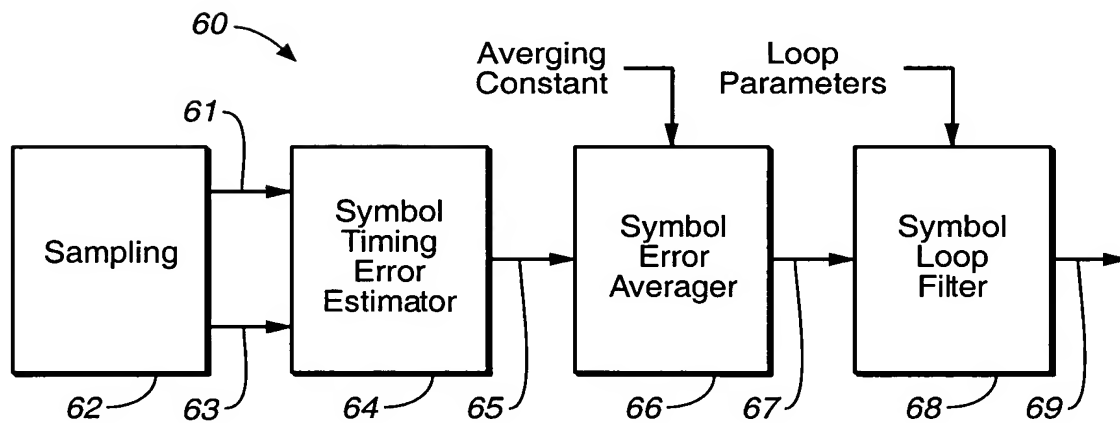 60
Averging
Constant
Loop
Parameters
61
Sampling
Symbol
Timing
Error
Estimator
Symbol
Error
Averager
Symbol
Loop
Filter
62
63
64
65
66
67
68
69